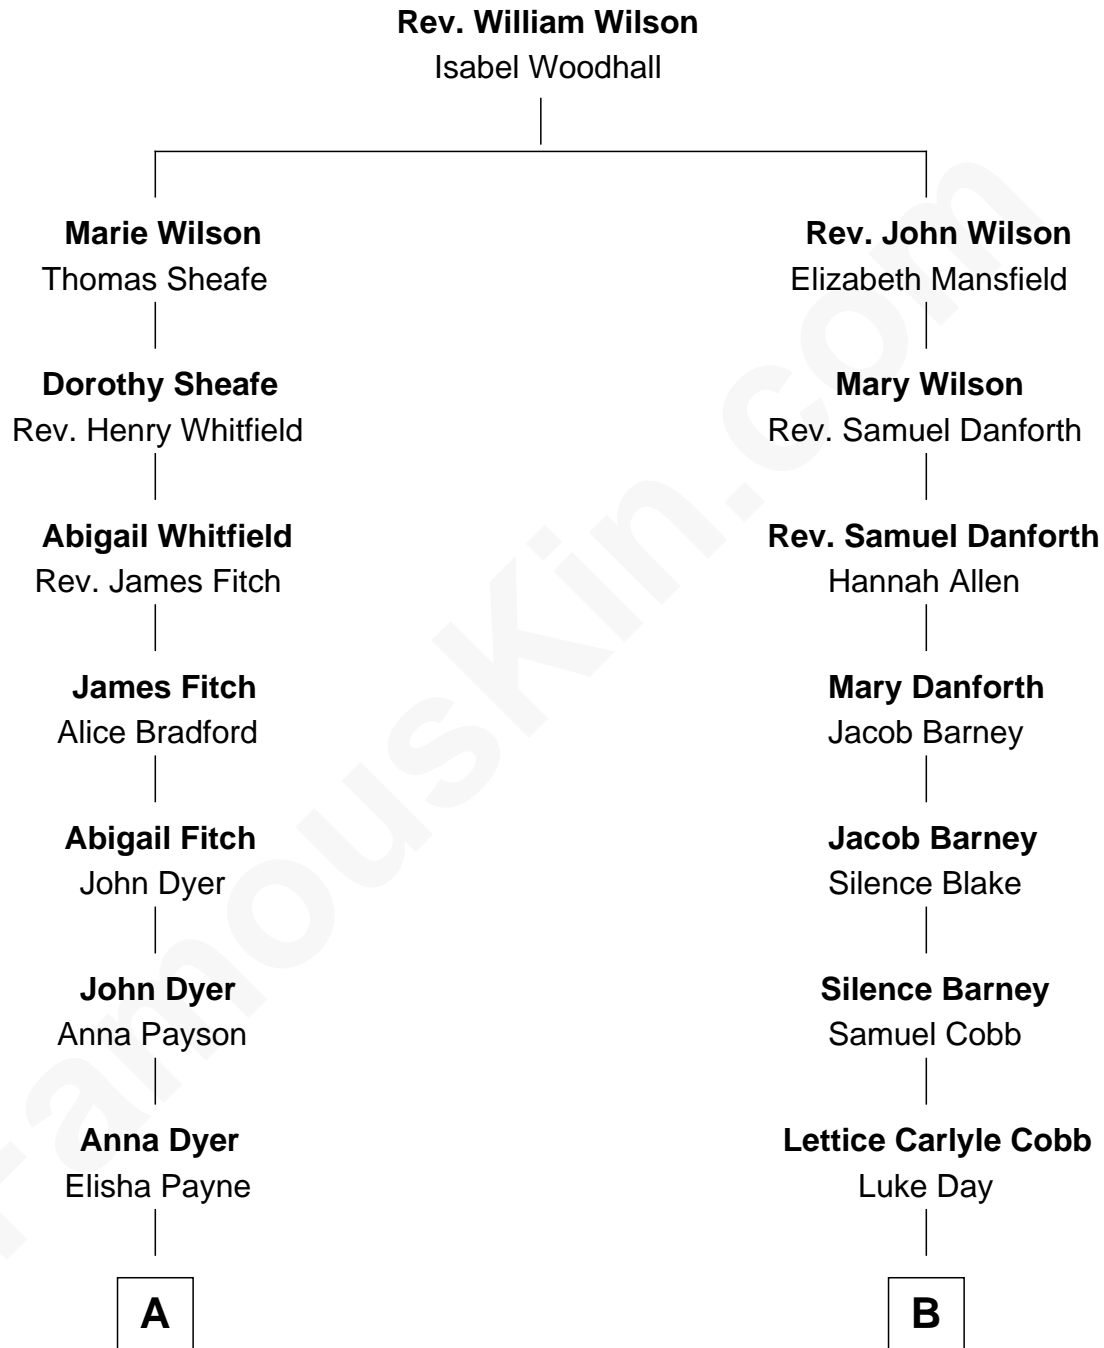 Rev. William Wilson
Isabel Woodhall
Marie Wilson
Thomas Sheafe
Rev. John Wilson
Elizabeth Mansfield
Dorothy Sheafe
Rev. Henry Whitfield
Mary Wilson
Rev. Samuel Danforth
Abigail Whitfield
Rev. James Fitch
Rev. Samuel Danforth
Hannah Allen
James Fitch
Alice Bradford
Mary Danforth
Jacob Barney
Abigail Fitch
John Dyer
Jacob Barney
Silence Blake
John Dyer
Anna Payson
Silence Barney
Samuel Cobb
Anna Dyer
Elisha Payne
Lettice Carlyle Cobb
Luke Day
A
B
FamousKin.com